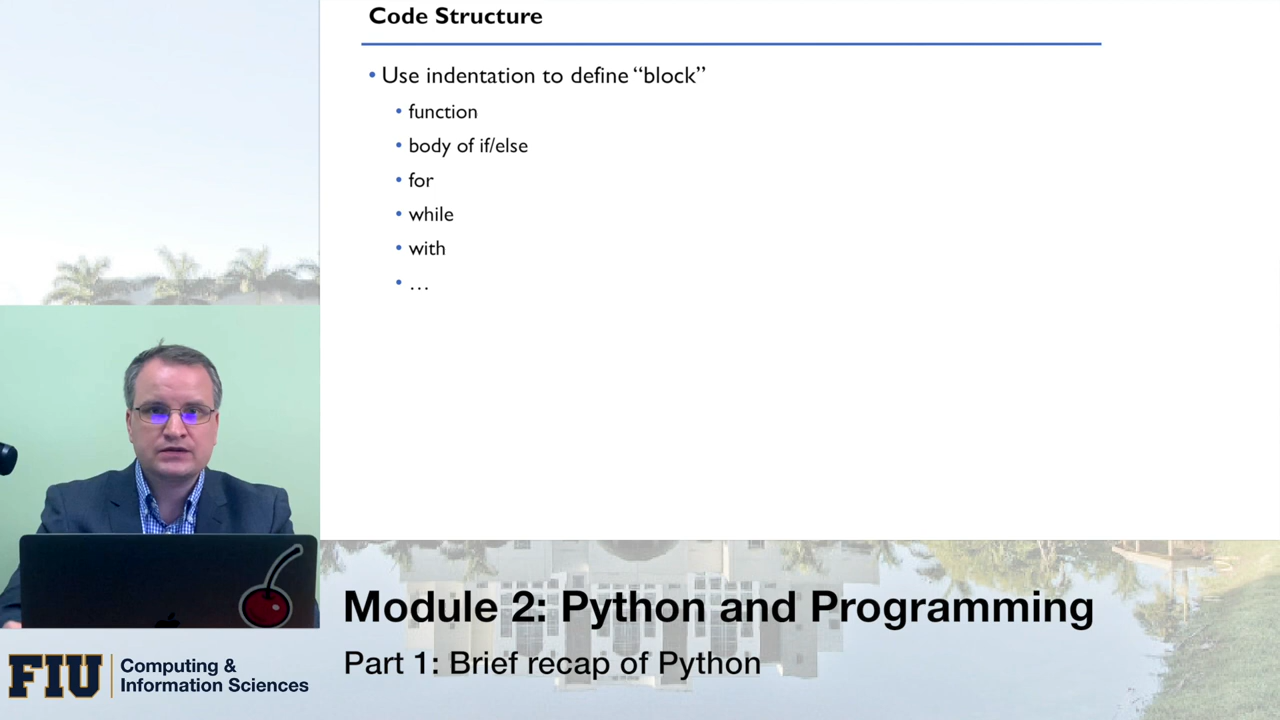 Code Structure
• Use indentation to define “block”
• function
• body of if/else
• for
• while
• with
• …
Module 2: Python and Programming
Part 1: Brief recap of Python
FIU
Computing &
Information Sciences